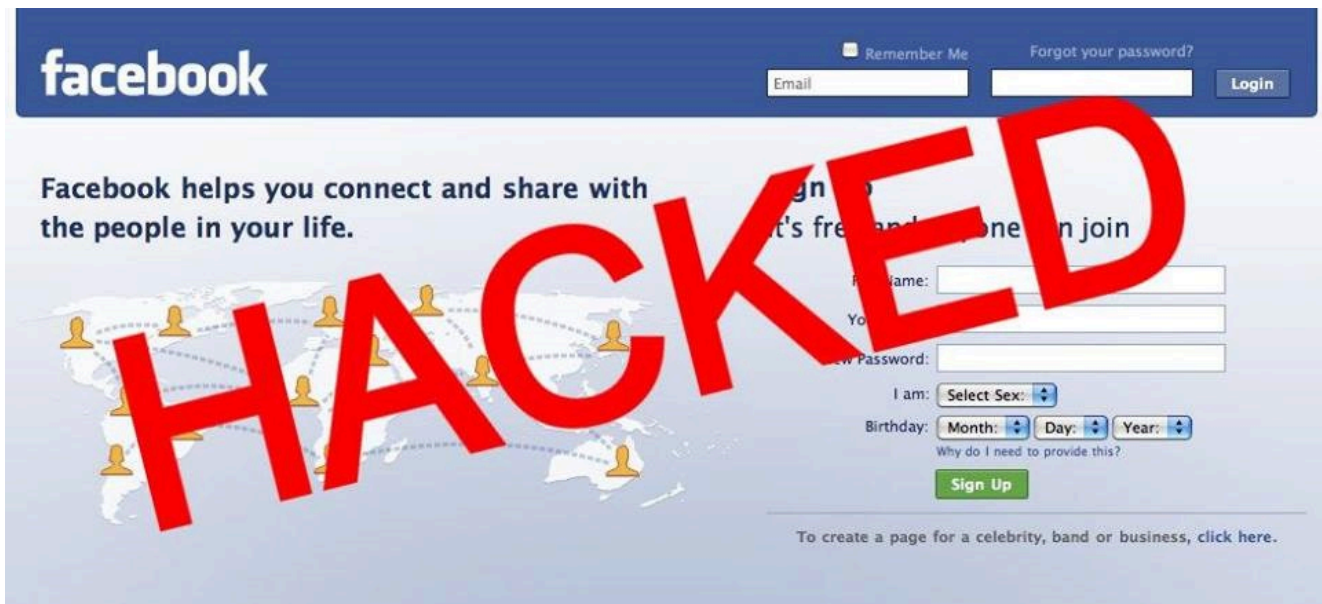 facebook
Remember Me
Forgot your password?
Email
Login
Facebook helps you connect and share with
the people in your life.
HACKED
join
Password:
I am: Select Sex:
Birthday: Month: Day: Year:
Why do I need to provide this?
Sign Up
To create a page for a celebrity, band or business, click here.